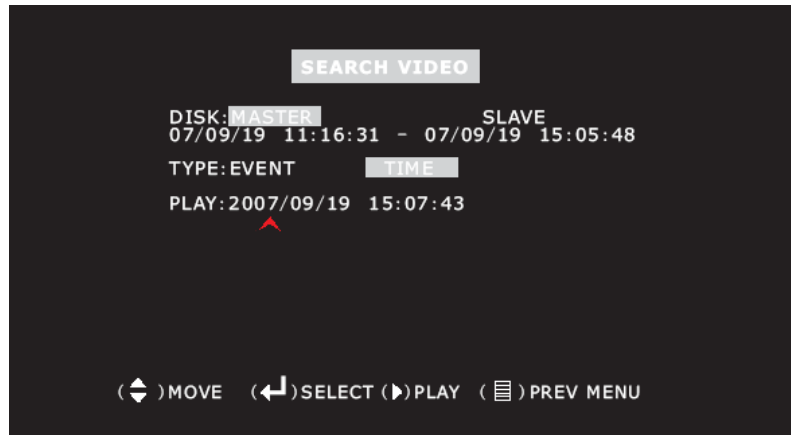 SEARCH VIDEO
DISK:MASTER SLAVE
07/09/19 11:16:31 - 07/09/19 15:05:48
TYPE:EVENT TIME
PLAY:2007/09/19 15:07:43
( )MOVE ( )SELECT ( )PLAY ( )PREV MENU